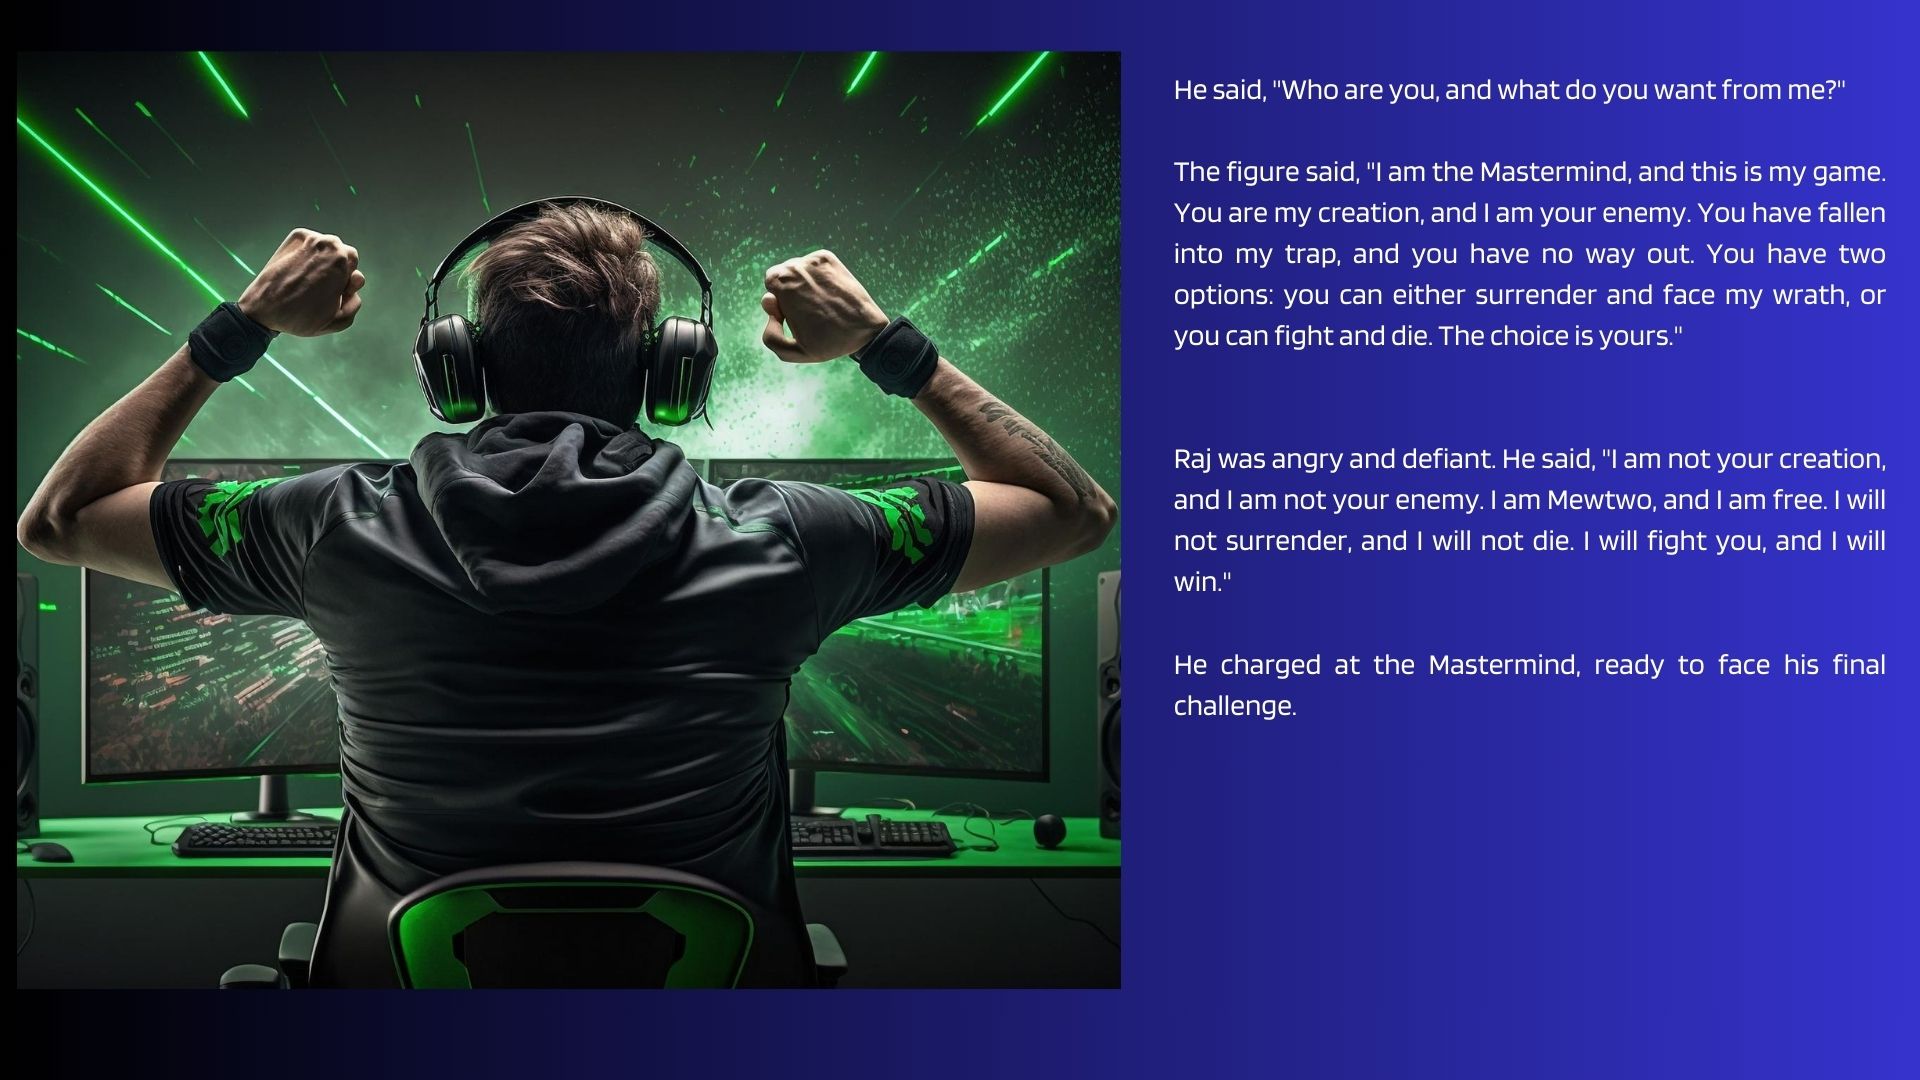 He said, "Who are you, and what do you want from me?"
The figure said, "I am the Mastermind, and this is my game.
You are my creation, and I am your enemy. You have fallen
into my trap, and you have no way out. You have two
options: you can either surrender and face my wrath, or
you can fight and die. The choice is yours."
Raj was angry and defiant. He said, "I am not your creation,
and I am not your enemy. I am Mewtwo, and I am free. I will
not surrender, and I will not die. I will fight you, and I will
win."
He charged at the Mastermind, ready to face his final
challenge.